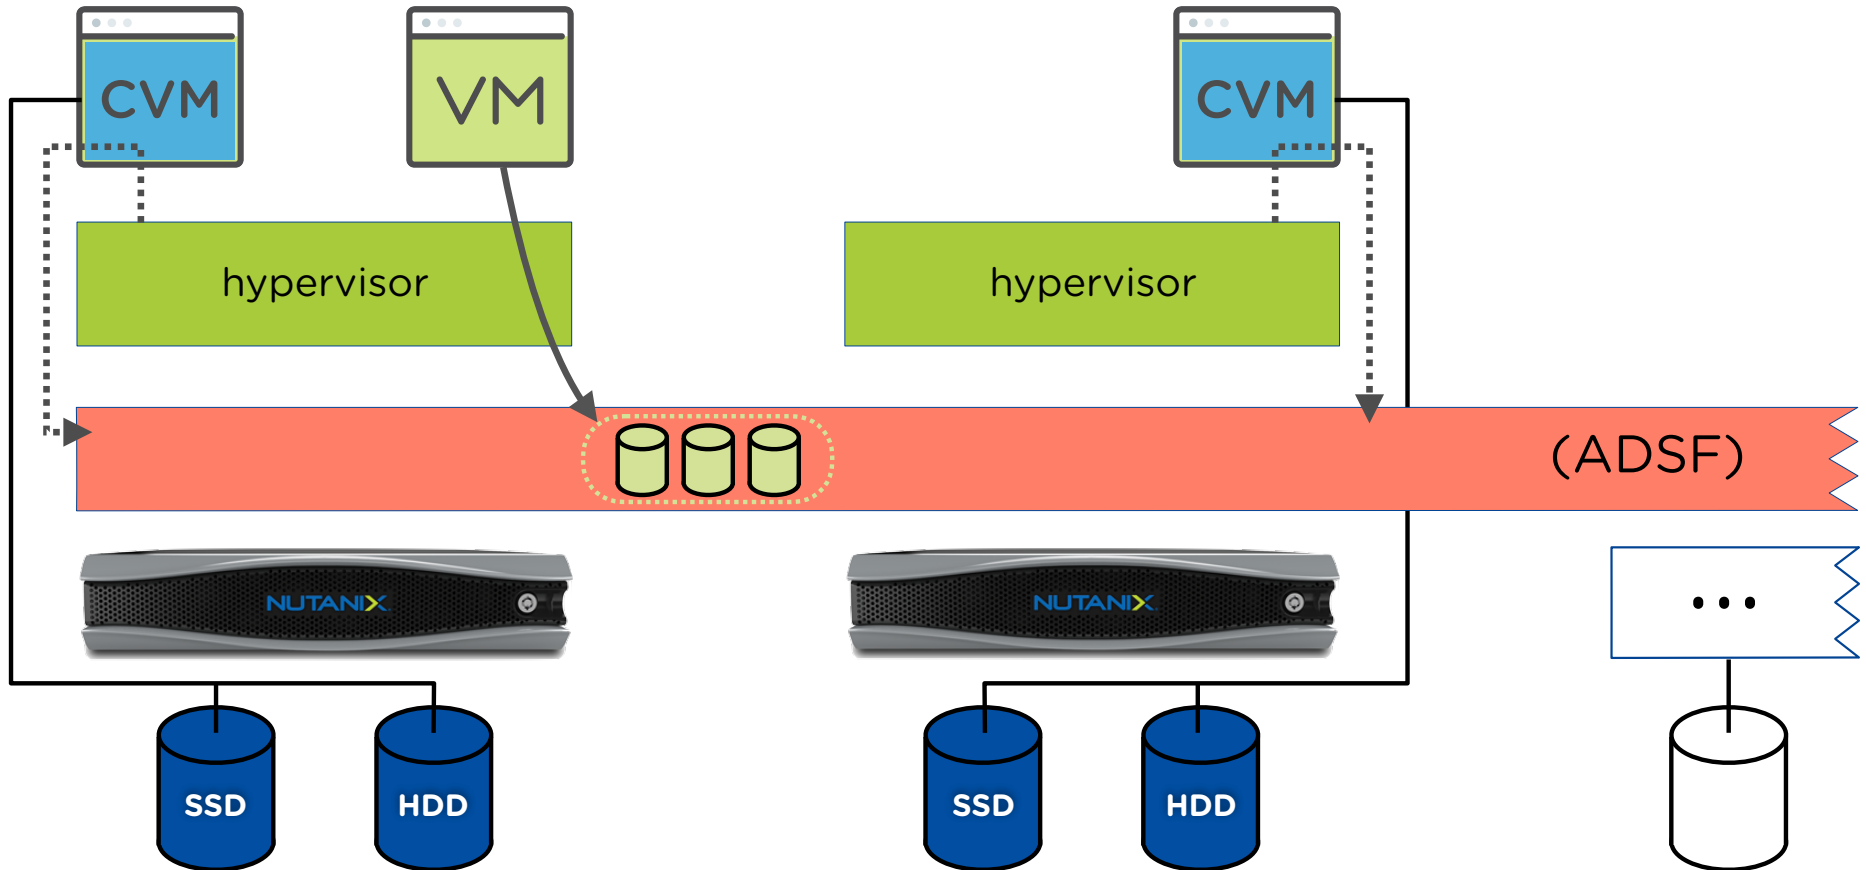 CVM
VM
CVM
hypervisor
hypervisor
(ADSF)
NUTANIX
NUTANIX
...
SSD
HDD
SSD
HDD